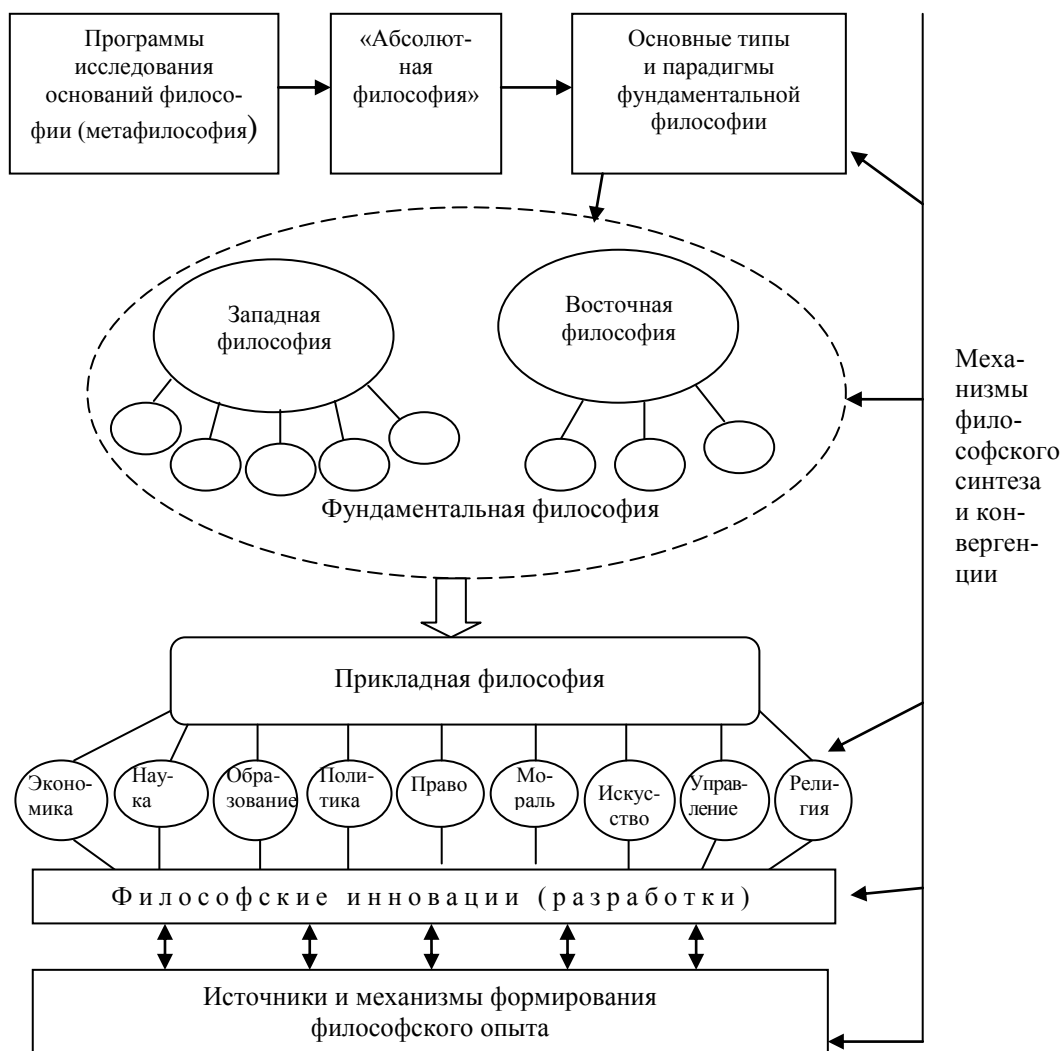 Программы
исследования
оснований филосо-
фии (метафилософия)
«Абсолют-
ная
философия»
Основные типы
и парадигмы
фундаментальной
философии
Западная
философия
Восточная
философия
Фундаментальная философия
Меха-
низмы
фило-
софского
синтеза
и кон-
верген-
ции
Прикладная философия
Эконо-
мика
Нау-
ка
Обра-
зование
Поли-
тика
Право
Мо-
раль
Искус-
ство
Управ-
ление
Рели-
гия
Философские инновации (разработки)
Источники и механизмы формирования
философского опыта